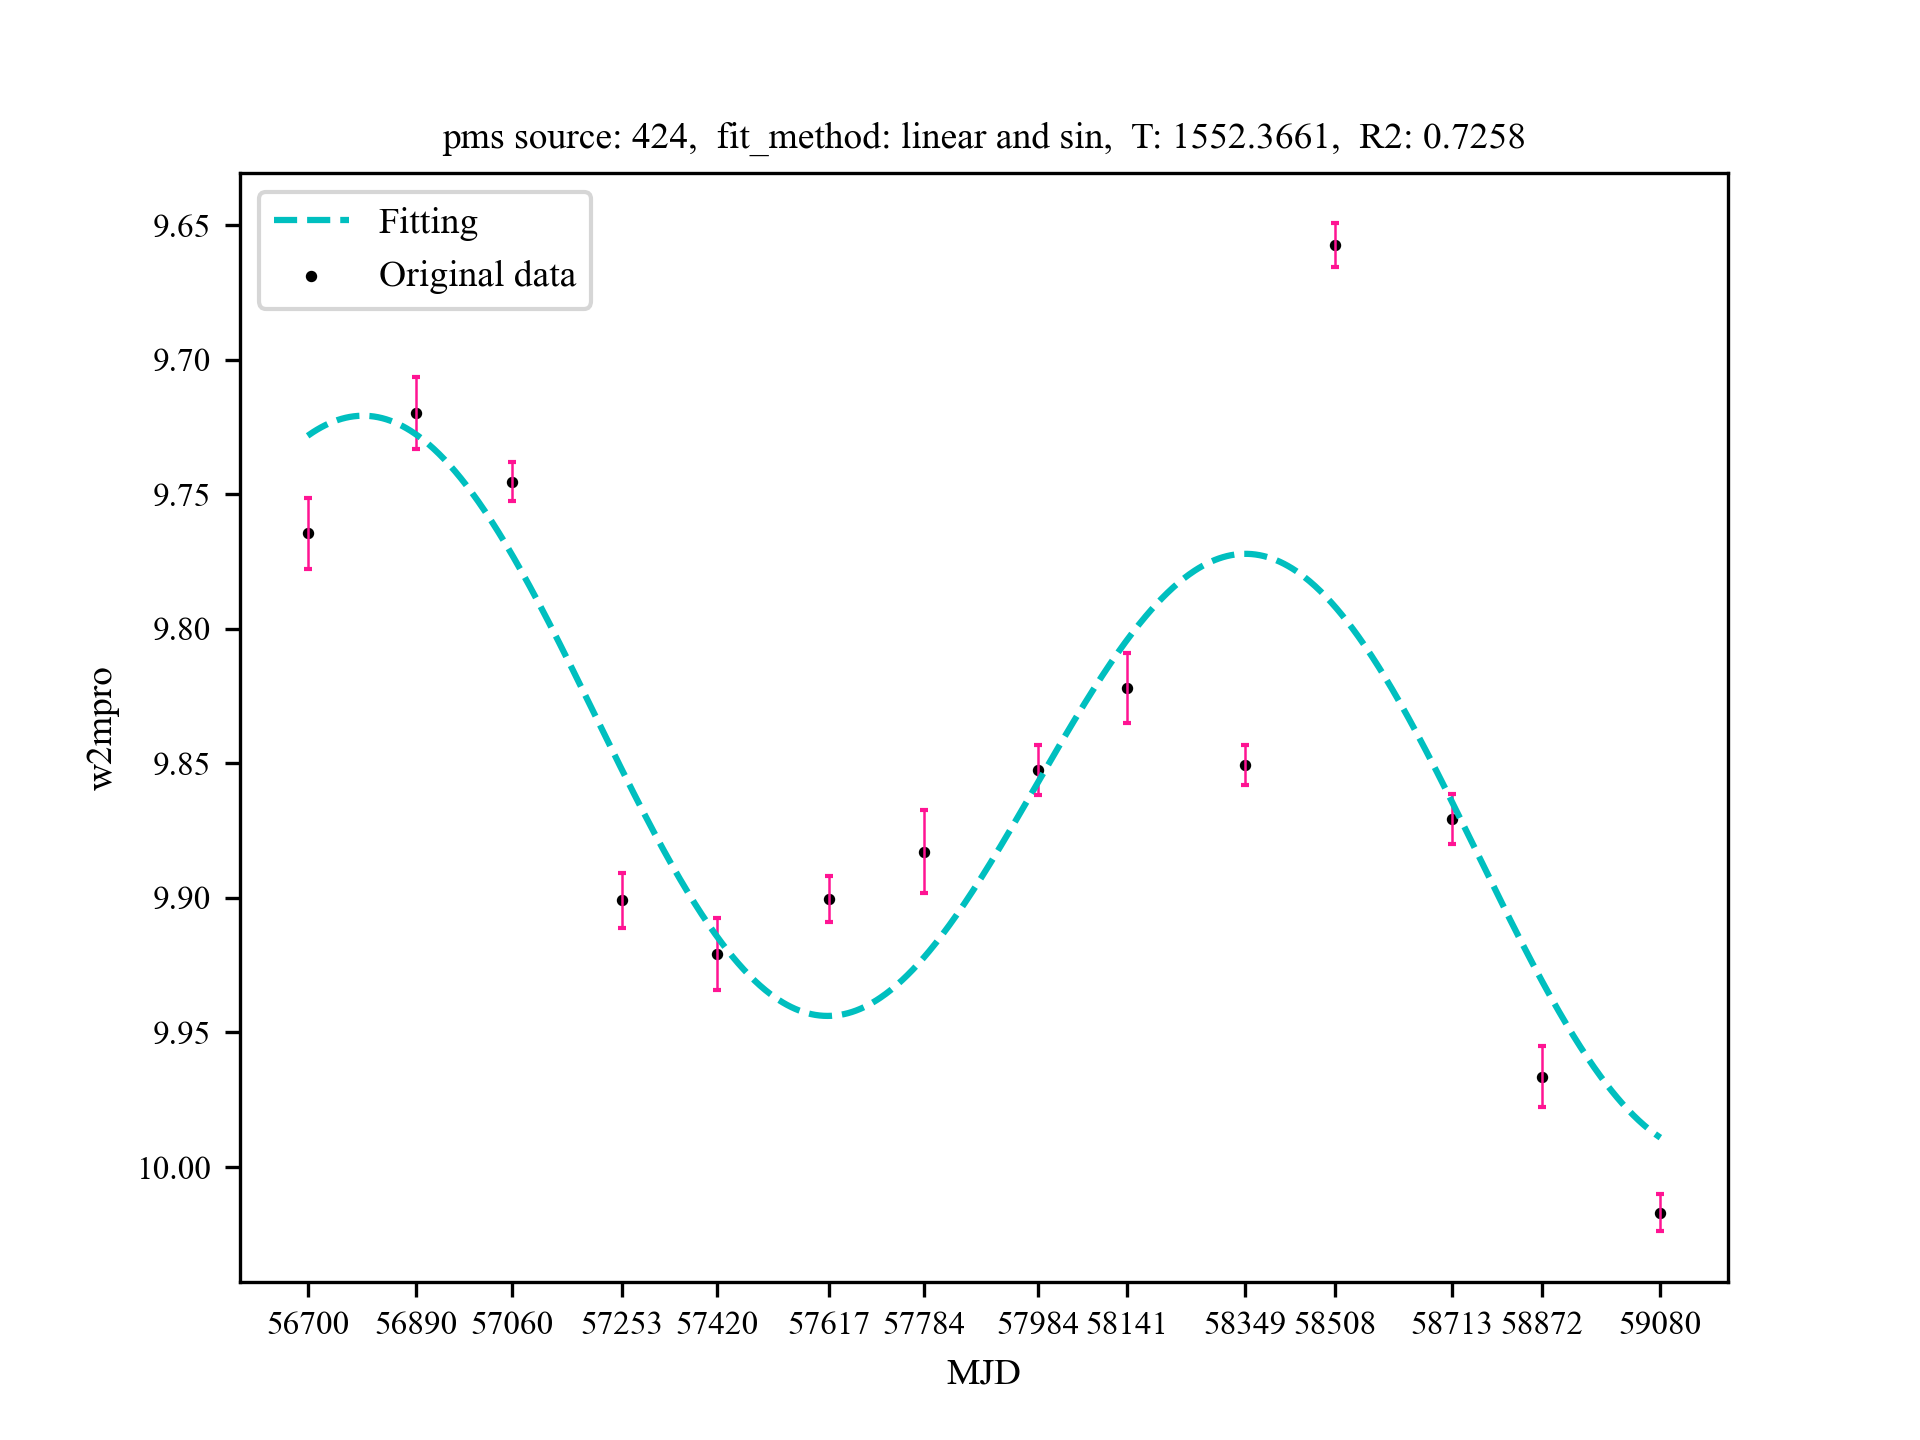 pms source: 424,  fit_method: linear and sin,  T: 1552.3661,  R2: 0.7258
Fitting
Original data
9.65
9.70
9.75
9.80
9.85
9.90
9.95
10.00
w2mpro
56700 56890 57060 57253 57420 57617 57784 57984 58141 58349 58508 58713 58872 59080
MJD